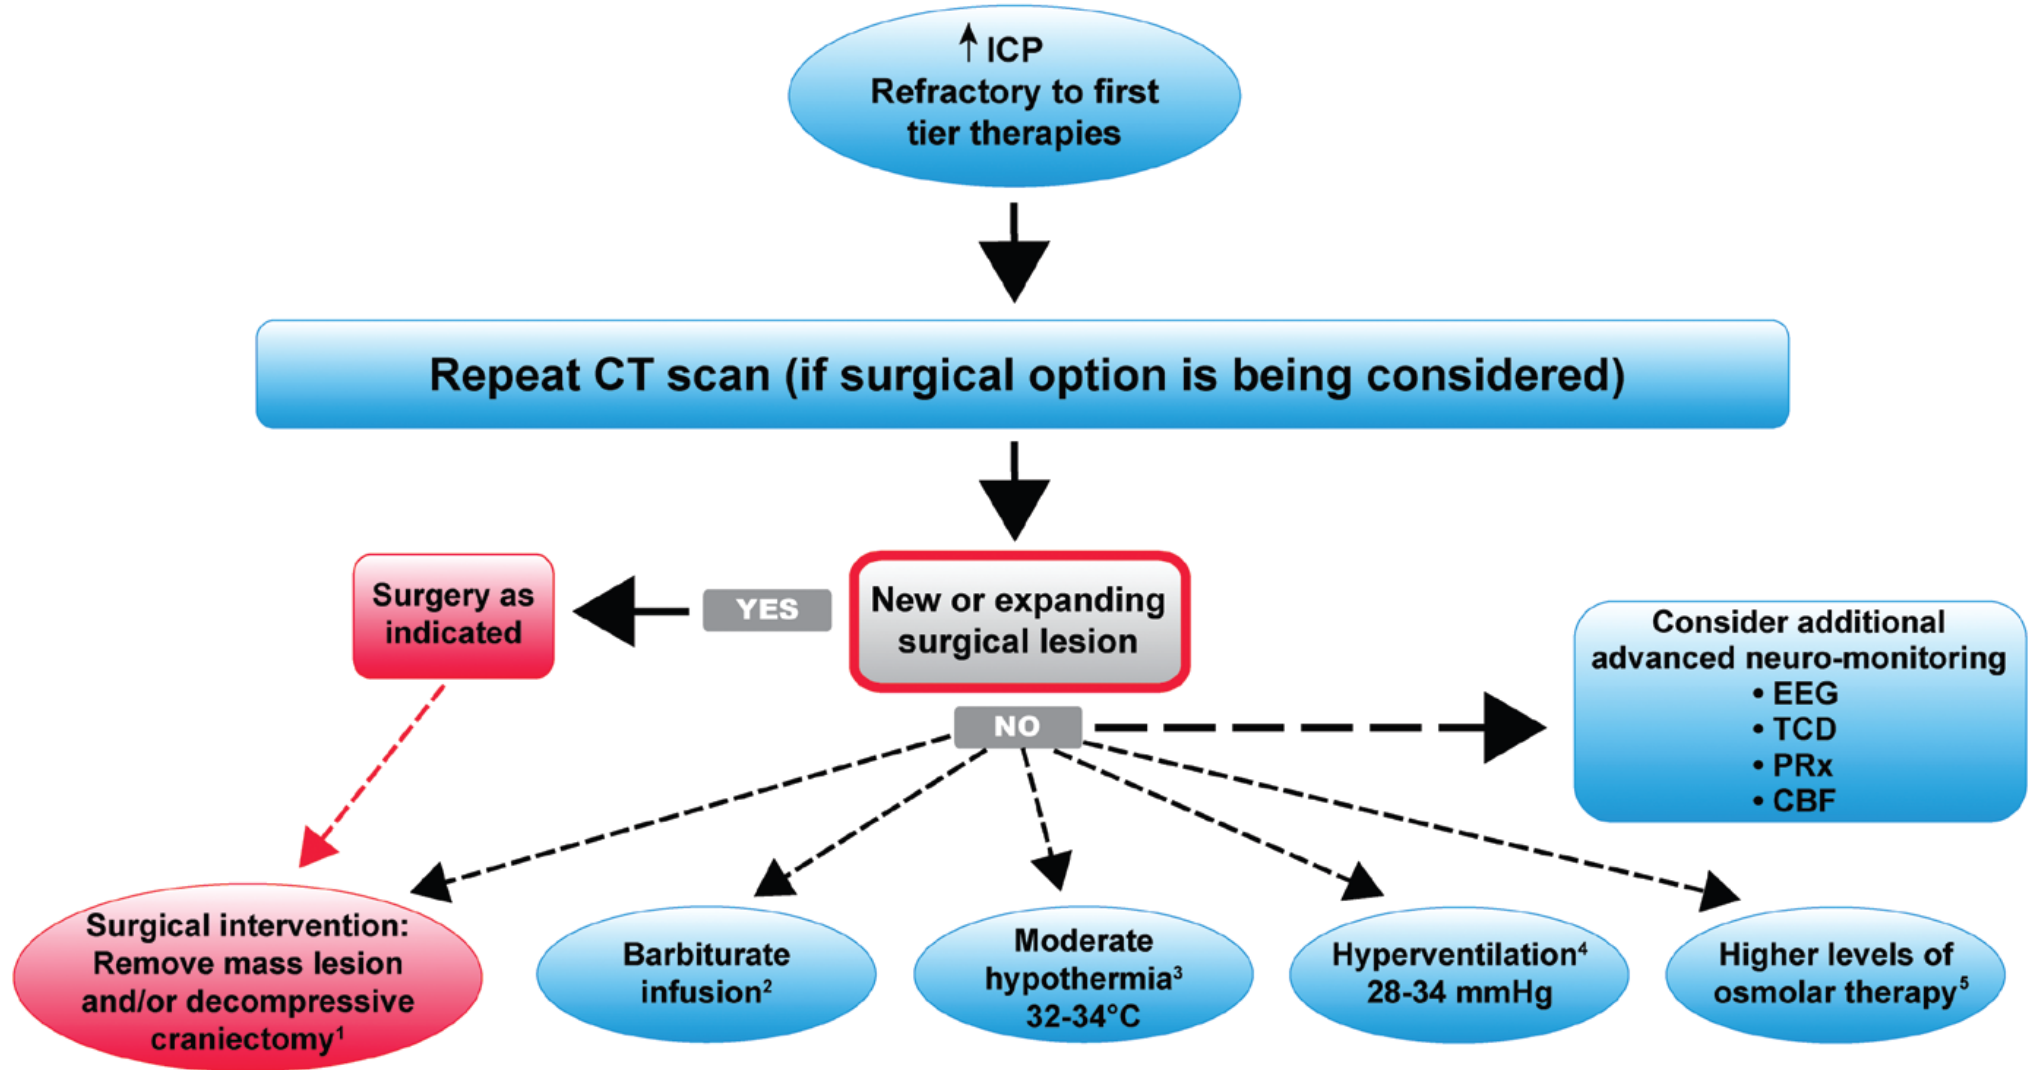 ↑ ICP
Refractory to first
tier therapies
Repeat CT scan (if surgical option is being considered)
Surgery as
indicated
YES
New or expanding
surgical lesion
NO
Consider additional
advanced neuro-monitoring
• EEG
• TCD
• PRx
• CBF
Surgical intervention:
Remove mass lesion
and/or decompressive
craniectomy¹
Barbiturate
infusion²
Moderate
hypothermia³
32-34°C
Hyperventilation⁴
28-34 mmHg
Higher levels of
osmolar therapy⁵